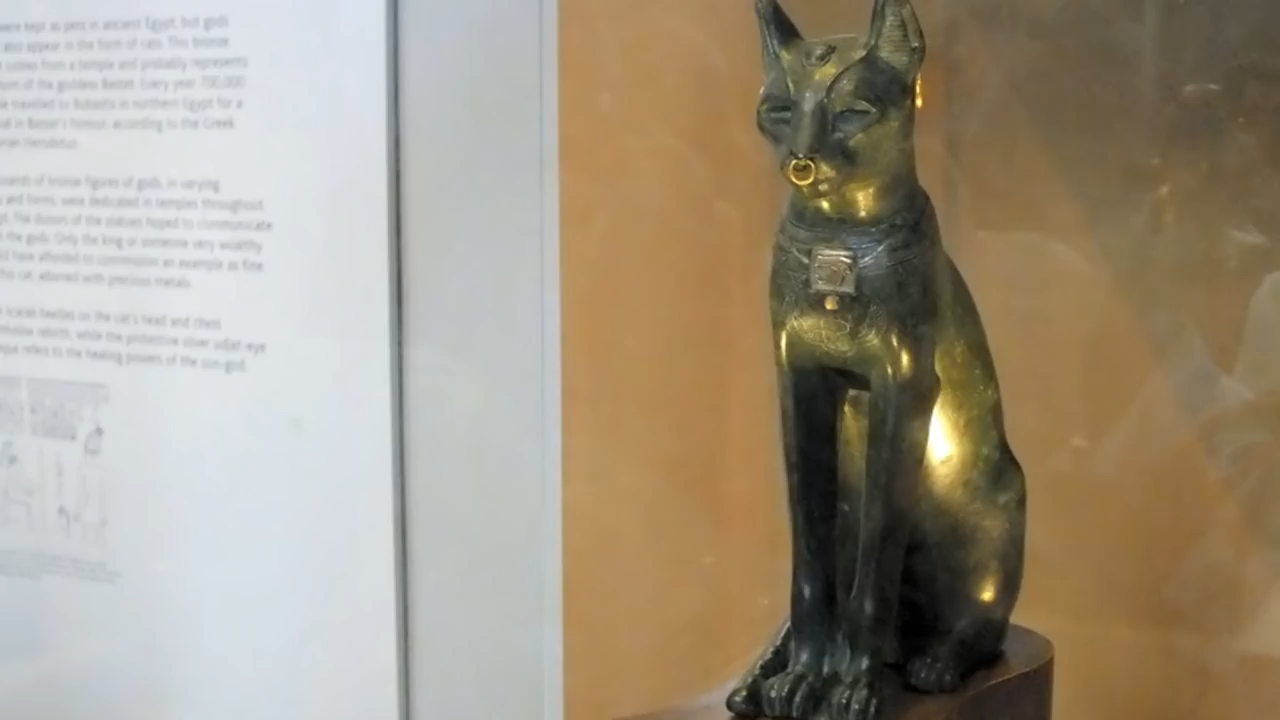 were kept as pets in ancient Egypt, but gods
also appear in the form of cats. This bronze
comes from a temple and probably represents
form of the goddess Bastet. Every year 700,000
travelled to Bubastis in northern Egypt for a
in Bastet's honour, according to the Greek
Herodotus.
of bronze figures of gods, in varying
and forms, were dedicated in temples throughout
The donors of the statues hoped to communicate
the gods. Only the king or someone very wealthy
have afforded to commission an example as fine
this cat, adorned with precious metals.
scarab beetles on the cat's head and chest
rebirth, while the protective silver udjat-eye
refers to the healing powers of the sun-god.